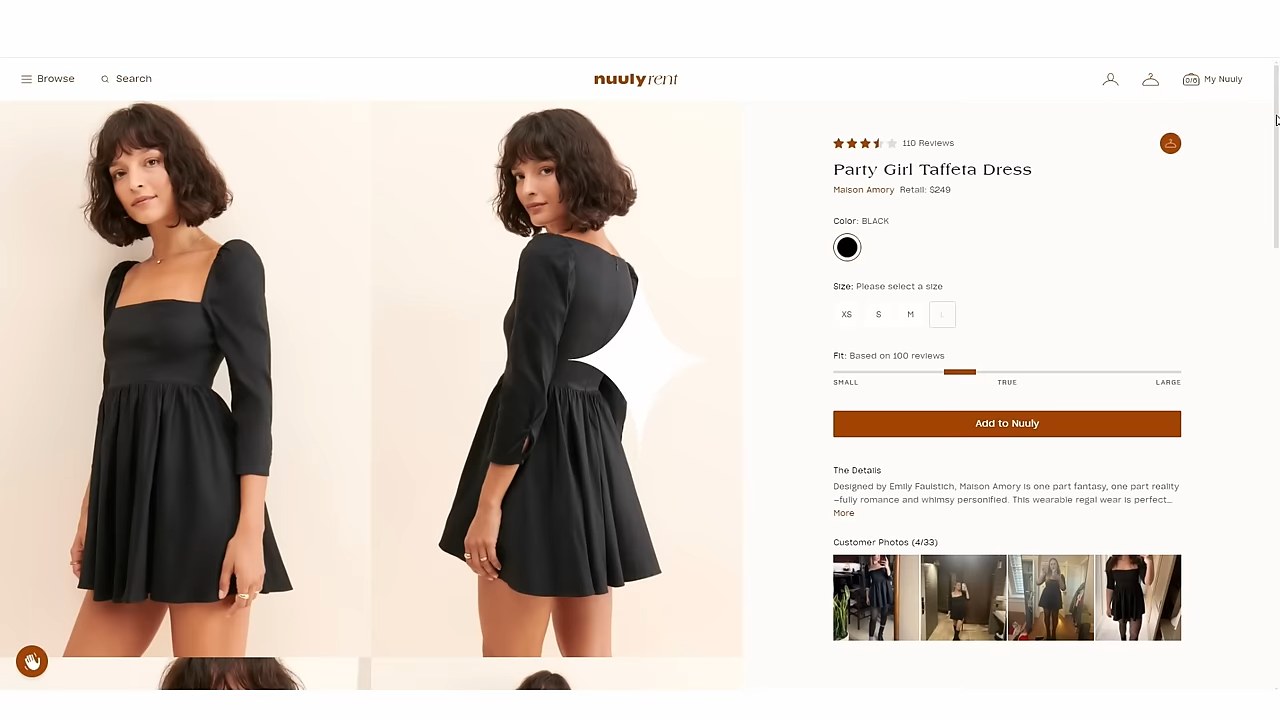 Browse
Search
nuuly rent
0/6
My Nuuly
110 Reviews
Party Girl Taffeta Dress
Maison Amory Retail: $249
Color: BLACK
Size: Please select a size
XS S M L
Fit: Based on 100 reviews
SMALL TRUE LARGE
Add to Nuuly
The Details
Designed by Emily Faulstich, Maison Amory is one part fantasy, one part reality
—fully romance and whimsy personified. This wearable regal wear is perfect...
More
Customer Photos (4/33)